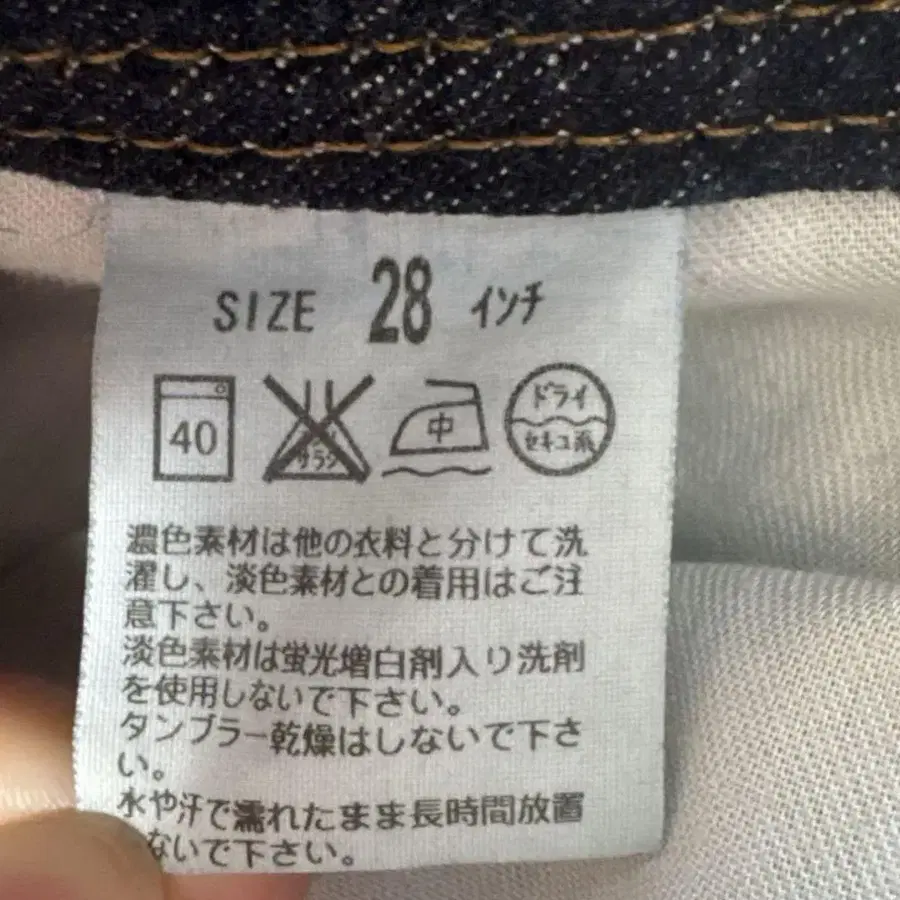 SIZE 28 インチ
40 サラシ 中 ドライ
セキユ系
濃色素材は他の衣料と分けて洗
濯し、淡色素材との着用はご注
意下さい。
淡色素材は蛍光増白剤入り洗剤
を使用しないで下さい。
タンブラー乾燥はしないで下さ
い。
水や汗で濡れたまま長時間放置
ないで下さい。